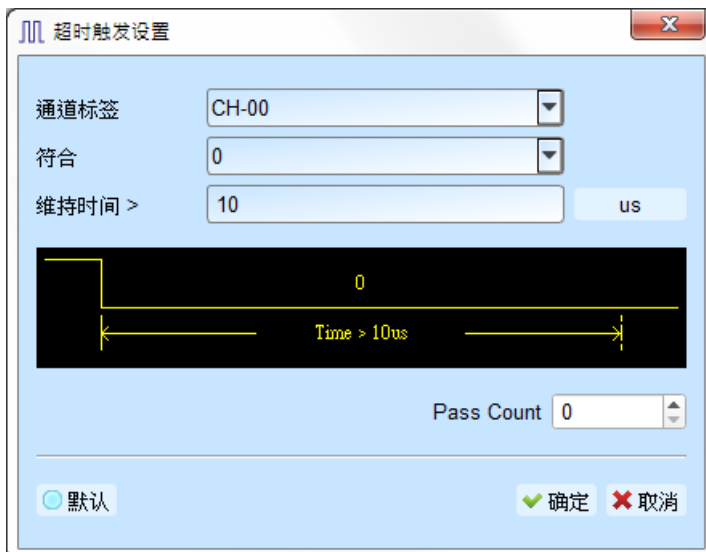 超时触发设置
通道标签 CH-00
符合 0
维持时间 > 10 us
0
Time > 10us
Pass Count 0
默认 确定 取消